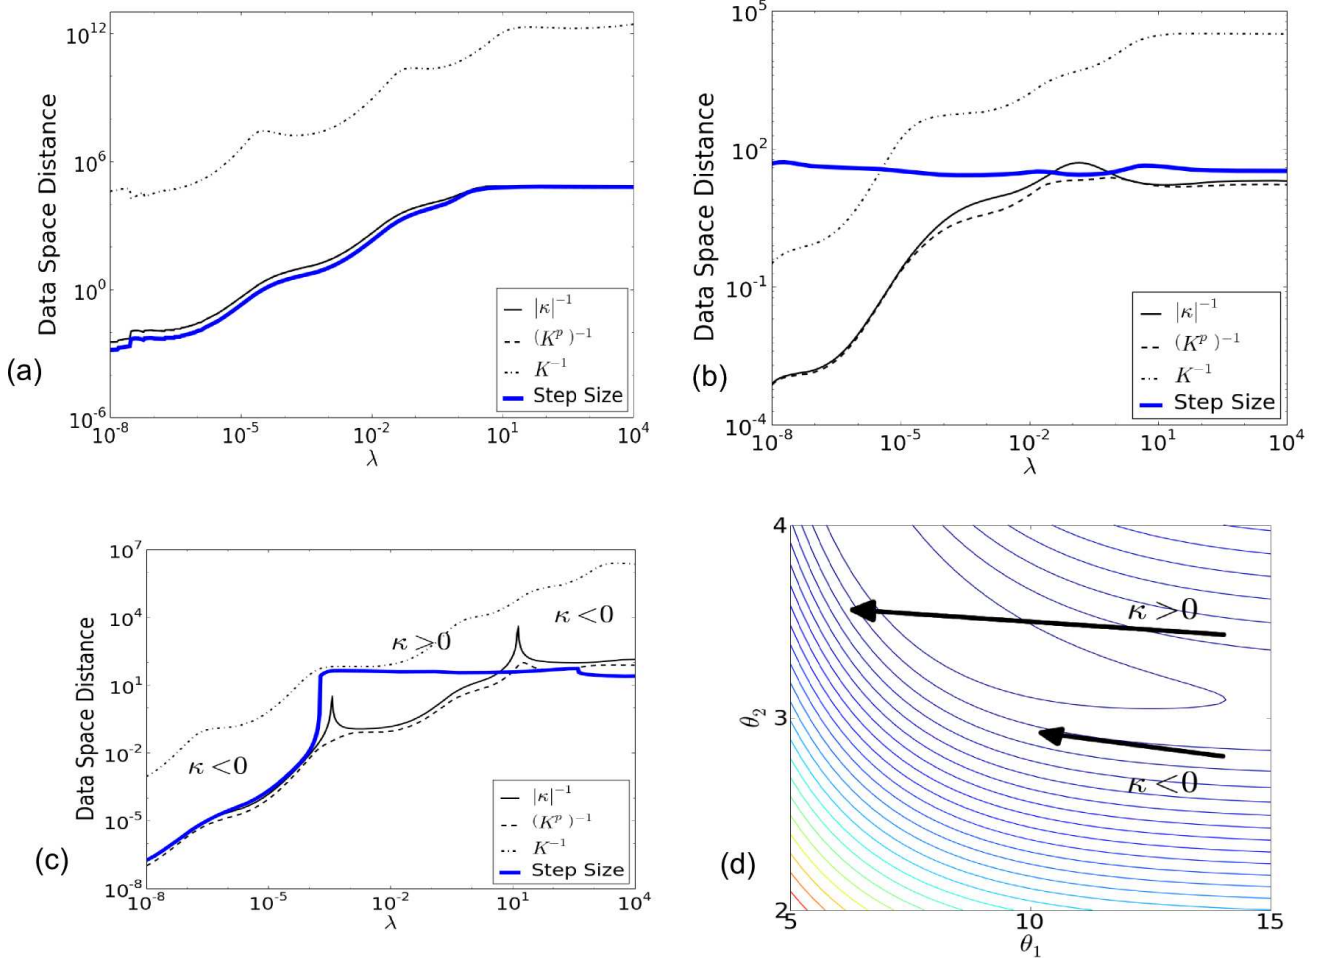 (a)
Data Space Distance
10^12
10^6
10^0
10^-6
10^-8
10^-5
10^-2
10^1
10^4
λ
|κ|^-1
(K^p)^-1
K^-1
Step Size
(b)
Data Space Distance
10^5
10^2
10^-1
10^-4
10^-8
10^-5
10^-2
10^1
10^4
λ
|κ|^-1
(K^p)^-1
K^-1
Step Size
(c)
Data Space Distance
10^7
10^4
10^1
10^-2
10^-5
10^-8
κ<0
κ>0
κ<0
10^-8
10^-5
10^-2
10^1
10^4
λ
|κ|^-1
(K^p)^-1
K^-1
Step Size
(d)
θ_2
4
3
2
κ>0
κ<0
5
10
15
θ_1